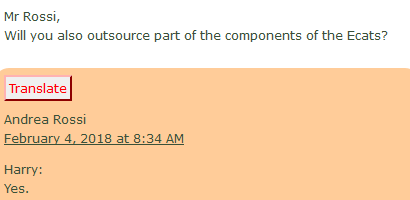 Mr Rossi,
Will you also outsource part of the components of the Ecats?
Translate
Andrea Rossi
February 4, 2018 at 8:34 AM
Harry:
Yes.